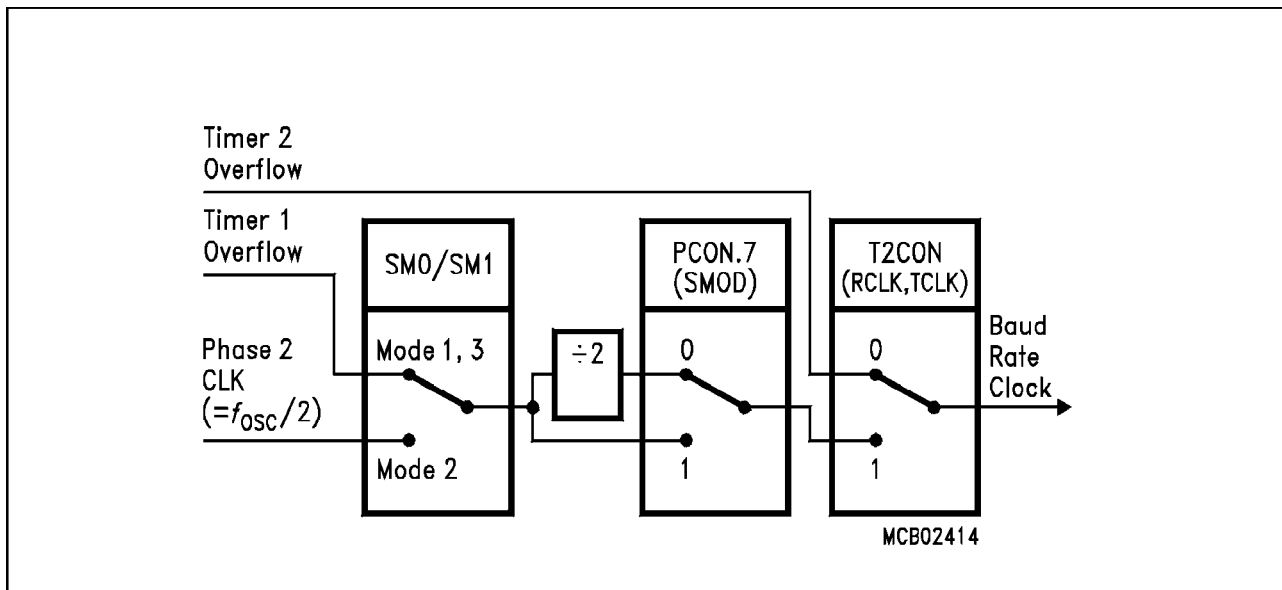 Timer 2
Overflow
Timer 1
Overflow
Phase 2
CLK
(=fOSC/2)
SM0/SM1
Mode 1, 3
Mode 2
÷2
PCON.7
(SMOD)
0
1
T2CON
(RCLK,TCLK)
0
1
Baud
Rate
Clock
MCB02414